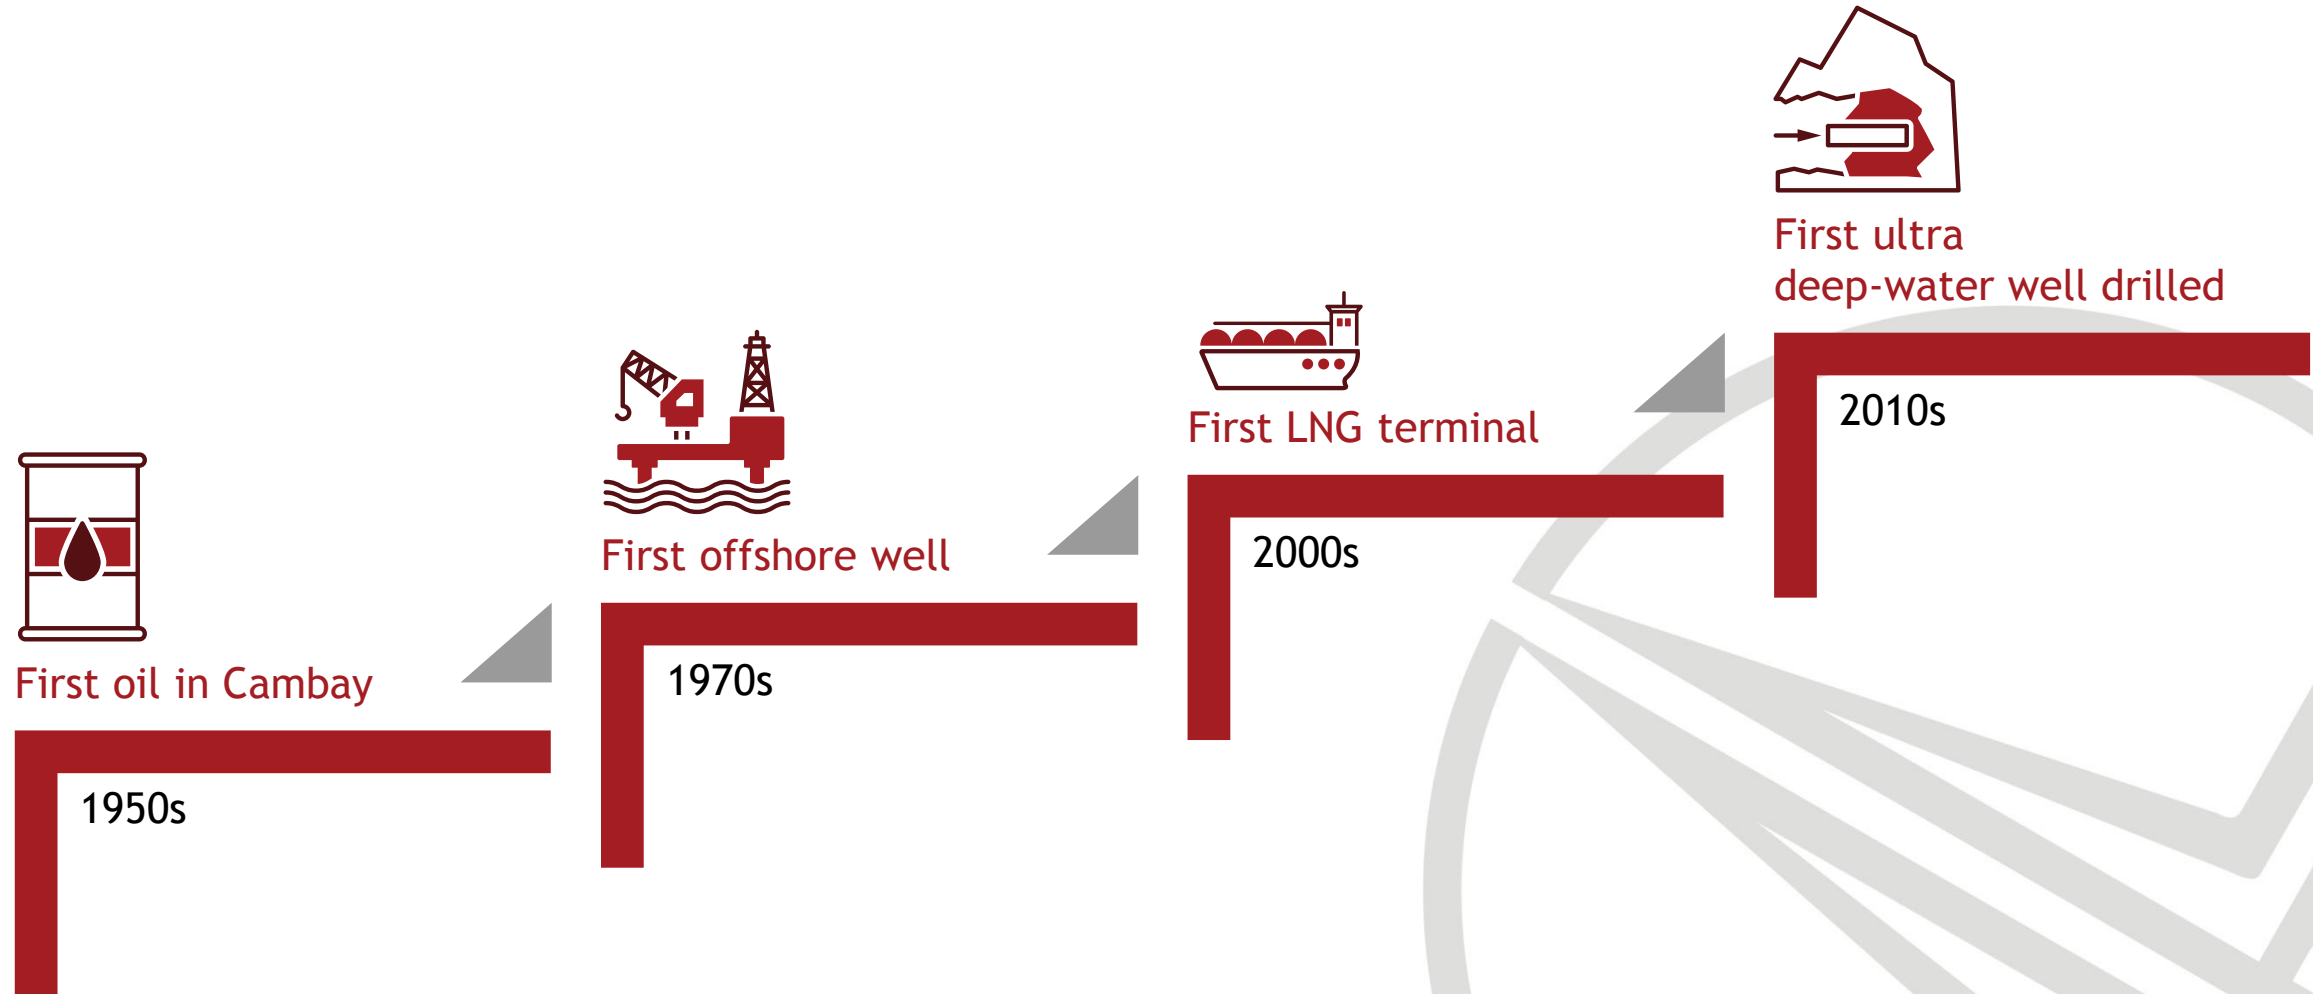 First oil in Cambay
1950s
First offshore well
1970s
First LNG terminal
2000s
First ultra
deep-water well drilled
2010s